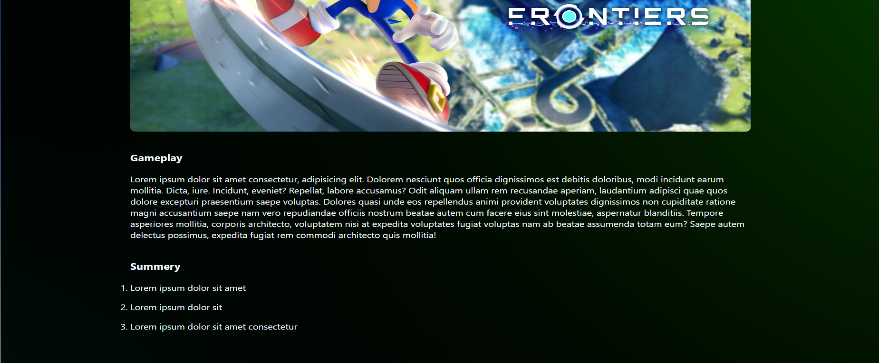 FRONTIERS
Gameplay
Lorem ipsum dolor sit amet consectetur, adipisicing elit. Dolorem nesciunt quos officia dignissimos est debitis doloribus, modi incidunt earum
mollitia. Dicta, iure. Incidunt, eveniet? Repellat, labore accusamus? Odit aliquam ullam rem recusandae aperiam, laudantium adipisci quae quos
dolore excepturi praesentium saepe voluptas. Dolores quasi unde eos repellendus animi provident voluptates dignissimos non cupiditate ratione
magni accusantium saepe nam vero repudiandae officiis nostrum beatae autem cum facere eius sint molestiae, aspernatur blanditiis. Tempore
asperiores mollitia, corporis architecto, voluptatem nisi at expedita voluptates fugiat voluptas nam ab beatae assumenda totam eum? Saepe autem
delectus possimus, expedita fugiat rem commodi architecto quis mollitia!
Summery
1. Lorem ipsum dolor sit amet
2. Lorem ipsum dolor sit
3. Lorem ipsum dolor sit amet consectetur